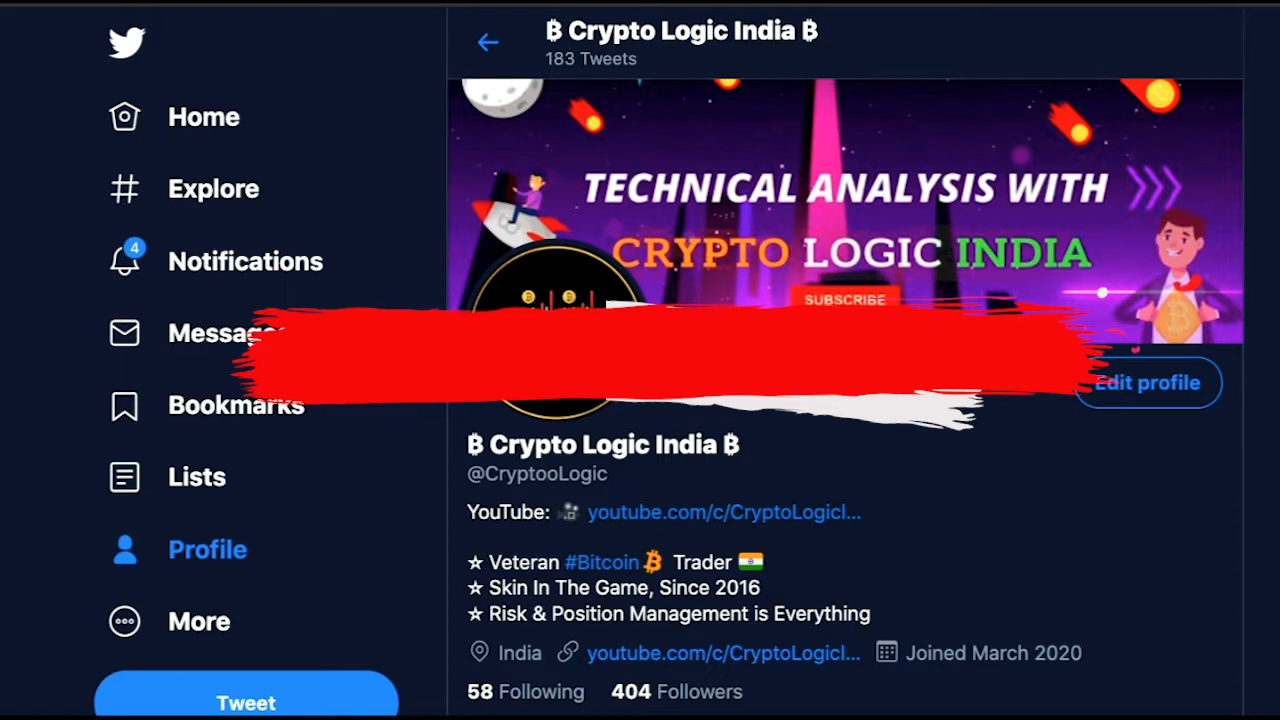 ₿ Crypto Logic India ₿
183 Tweets
Home
Explore
4
Notifications
Bookmarks
Lists
Profile
More
Tweet
TECHNICAL ANALYSIS WITH
CRYPTO LOGIC INDIA
SUBSCRIBE
Edit profile
₿ Crypto Logic India ₿
@CryptooLogic
YouTube: youtube.com/c/CryptoLogicI...
☆ Veteran #Bitcoin Trader
☆ Skin In The Game, Since 2016
☆ Risk & Position Management is Everything
India youtube.com/c/CryptoLogicI... Joined March 2020
58 Following 404 Followers